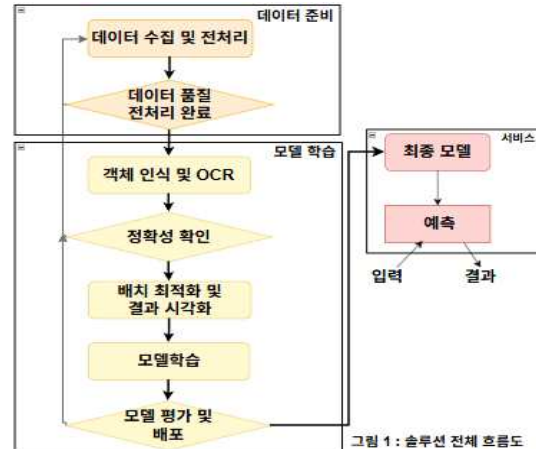 데이터 준비
데이터 수집 및 전처리
데이터 품질
전처리 완료
모델 학습
객체 인식 및 OCR
정확성 확인
배치 최적화 및
결과 시각화
모델학습
모델 평가 및
배포
서비스
최종 모델
예측
입력
결과
그림 1 : 솔루션 전체 흐름도